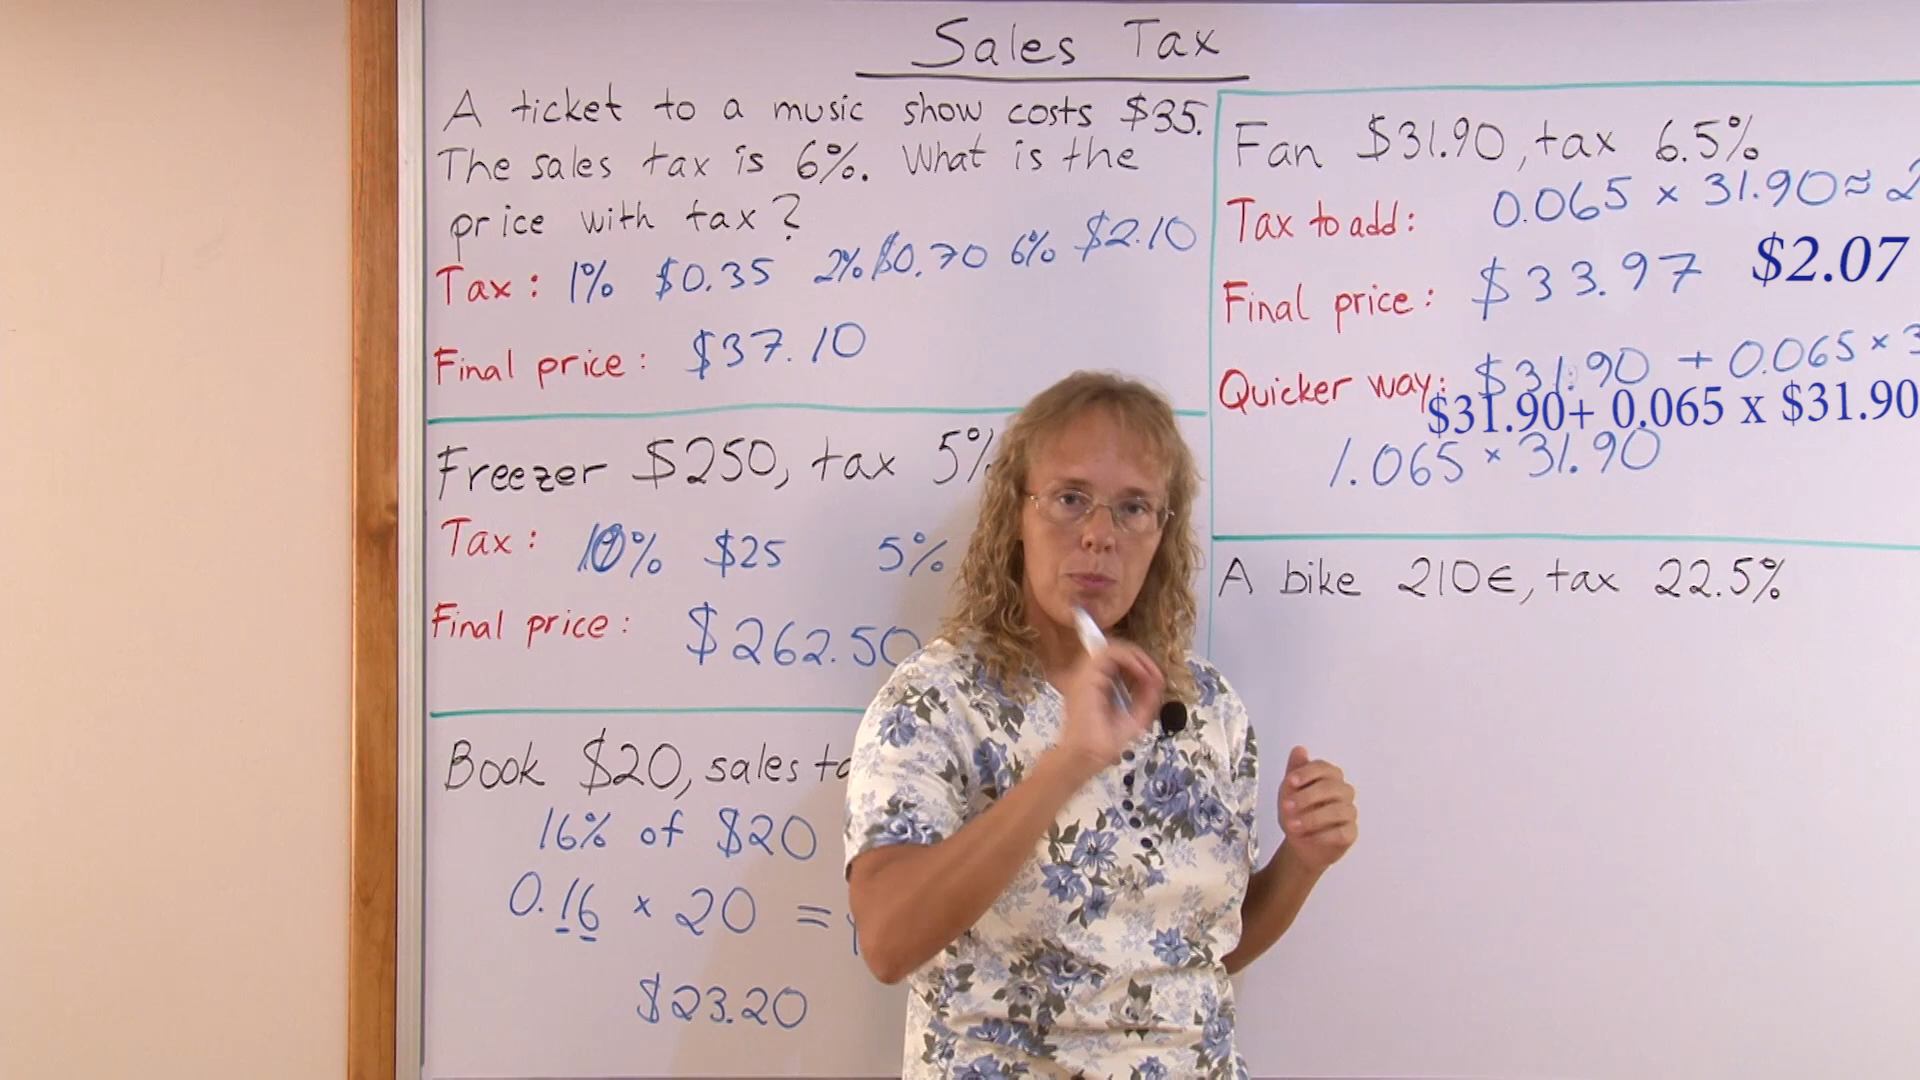 Sales Tax
A ticket to a music show costs $35.
The sales tax is 6%. What is the
price with tax?
Tax: 1% $0.35 2% $0.70 6% $2.10
Final price: $37.10
Freezer $250, tax 5%
Tax: 10% $25 5%
Final price: $262.50
Book $20, sales
16% of $20
0.16 × 20 =
$23.20
Fan $31.90, tax 6.5%
Tax to add: 0.065 × 31.90 ≈ 2
$2.07
Final price: $33.97
Quicker way: $31.90 + 0.065 × 3
$31.90+ 0.065 x $31.90
1.065 × 31.90
A bike 210€, tax 22.5%